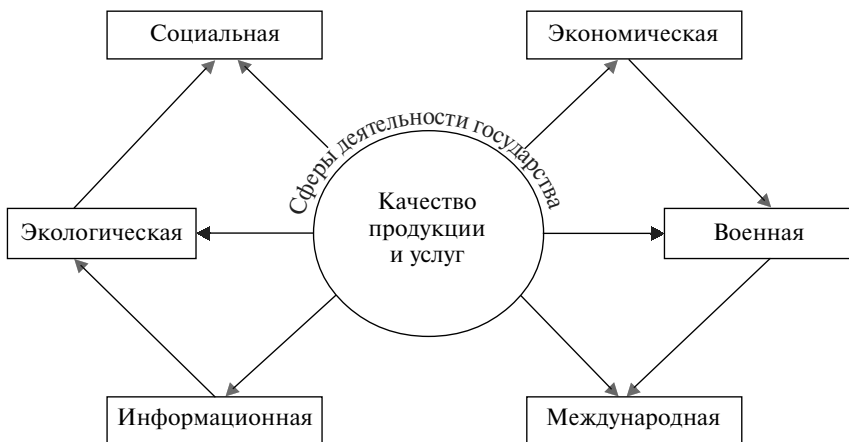 Социальная
Экономическая
Сферы деятельности государства
Качество
продукции
и услуг
Экологическая
Военная
Информационная
Международная